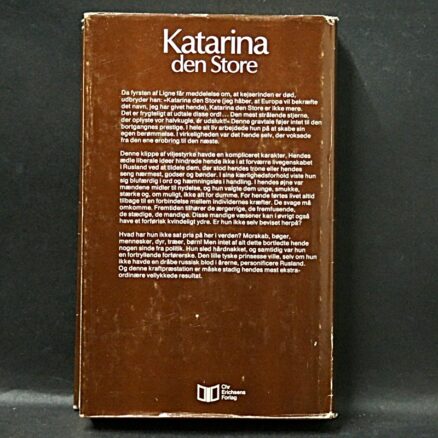 Katarina
den Store
Da fyrsten af Ligne får meddelelse om, at kejserinden er død,
udbryder han: «Katarina den Store (jeg håber, at Europa vil bekræfte
det navn, jeg har givet hende), Katarina den Store er ikke mere.
Det er frygteligt at udtale disse ord!... Den mest strålende stjerne,
der oplyste vor halvkugle, er udslukt!» Denne gravtale føjer intet til den
bortgangnes prestige. I hele sit liv arbejdede hun på at skabe sin
egen berømmelse. I virkeligheden var det hende selv, der voksede
fra den ene erobring til den næste.
Denne klippe af viljestyrke havde en kompliceret karakter. Hendes
ædle liberale ideer hindrede hende ikke i at forværre livegenskabet
i Rusland ved at tildele dem, der stod hendes trone eller hendes
seng nærmest, godser og bønder. I sine kærlighedsforhold viste hun
sig blufærdig i ord og hæmningsløs i handling. I hendes øjne var
mændene midler til nydelse, og hun valgte dem unge, smukke,
stærke og, om muligt, ikke alt for dumme. For hende førtes livet altid
tilbage til en forbindelse mellem individernes kræfter. De svage må
omkomme. Fremtiden tilhører de ærgerrige, de fremfusende,
de stædige, de mandige. Disse mandige væsener kan i øvrigt også
have et forførisk kvindeligt ydre. Er hun ikke selv beviset herpå?
Hvad har hun ikke sat pris på her i verden? Morskab, bøger,
mennesker, dyr, træer, børn! Men intet af alt dette bortledte hende
nogen sinde fra politik. Hun sled hårdnakket, og samtidig var hun
en fortryllende forførerske. Den lille tyske prinsesse ville, selv om hun
ikke havde en dråbe russisk blod i årerne, personificere Rusland.
Og denne kraftpræstation er måske stadig hendes mest ekstra-
ordinære vellykkede resultat.
Chr.
Erichsens
Forlag